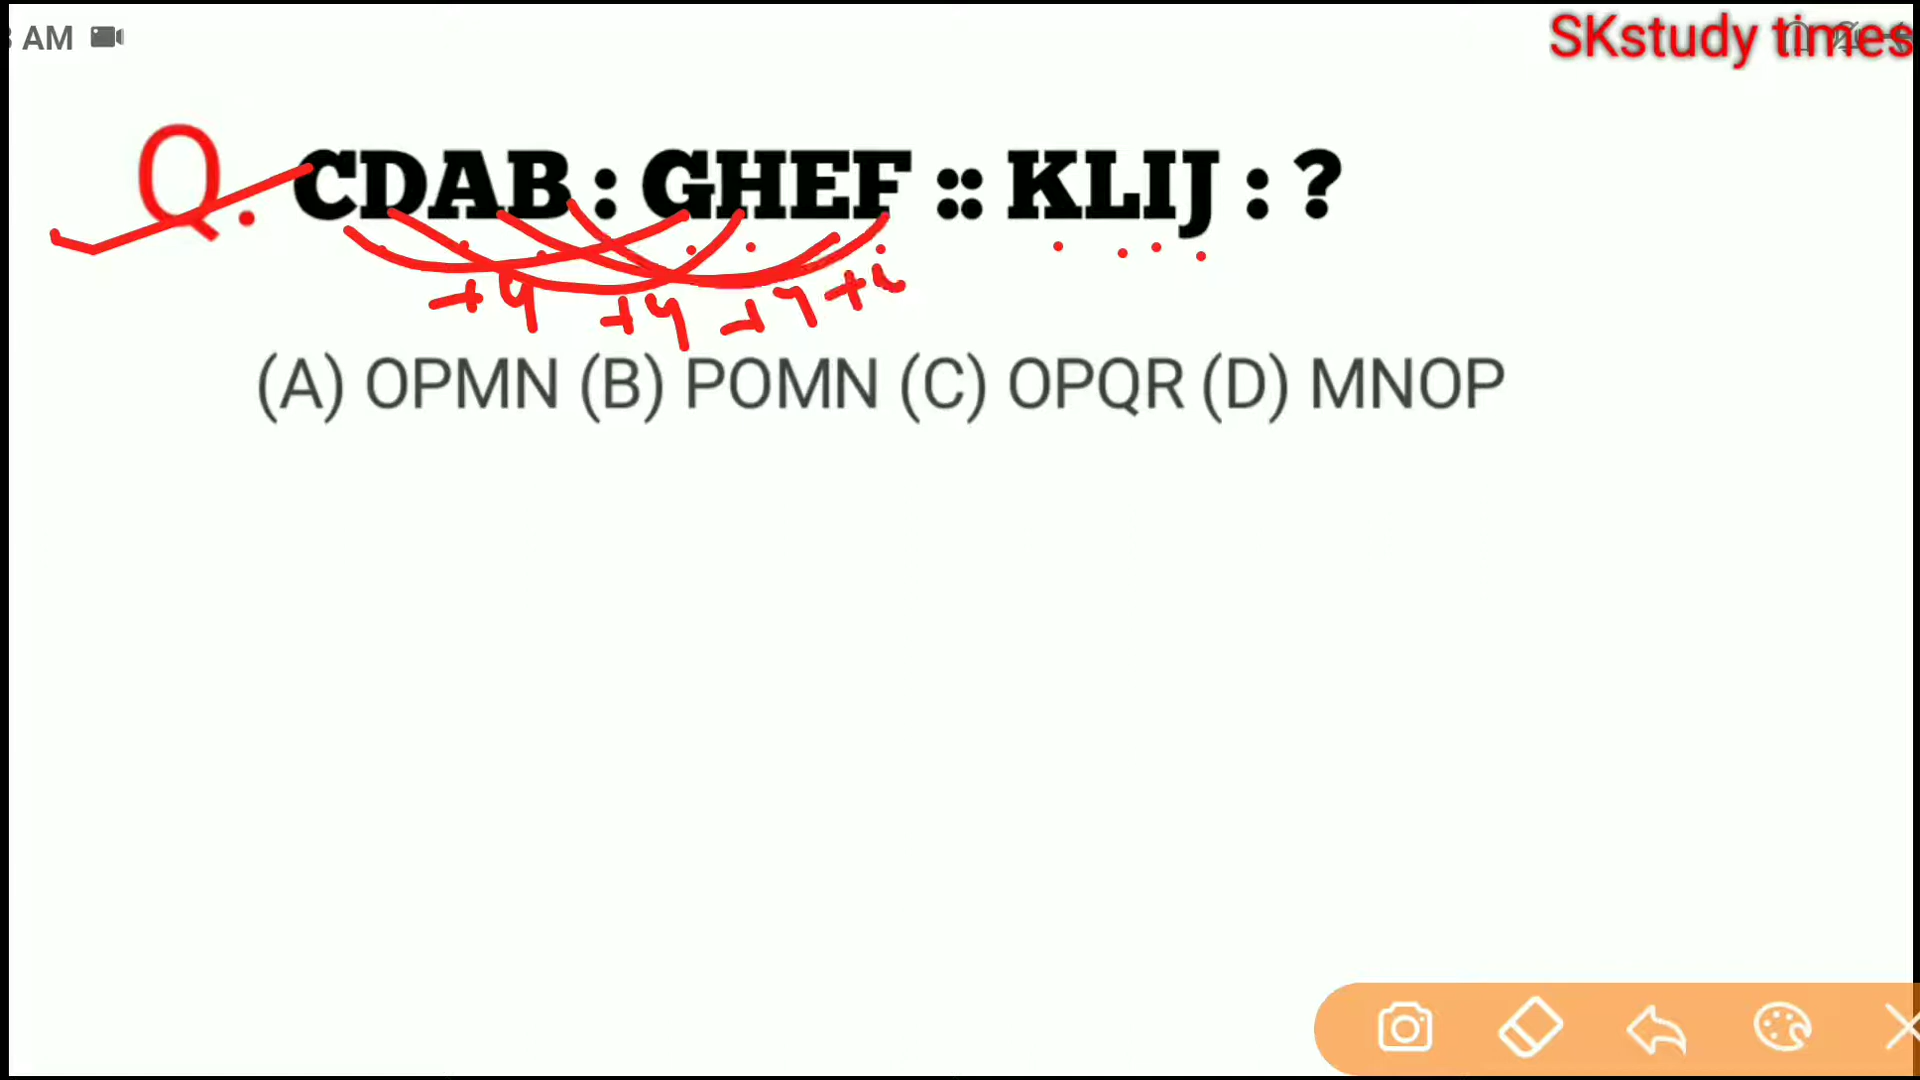 AM
SKstudy times
Q. CDAB : GHEF :: KLIJ : ?
+4 +4 +4 +4
(A) OPMN (B) POMN (C) OPQR (D) MNOP